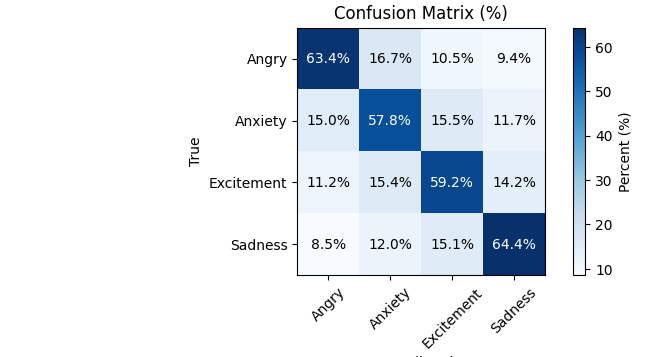 Confusion Matrix (%)
Angry 63.4% 16.7% 10.5% 9.4%
Anxiety 15.0% 57.8% 15.5% 11.7%
Excitement 11.2% 15.4% 59.2% 14.2%
Sadness 8.5% 12.0% 15.1% 64.4%
True
Angry Anxiety Excitement Sadness
60
50
40
30
20
10
Percent (%)